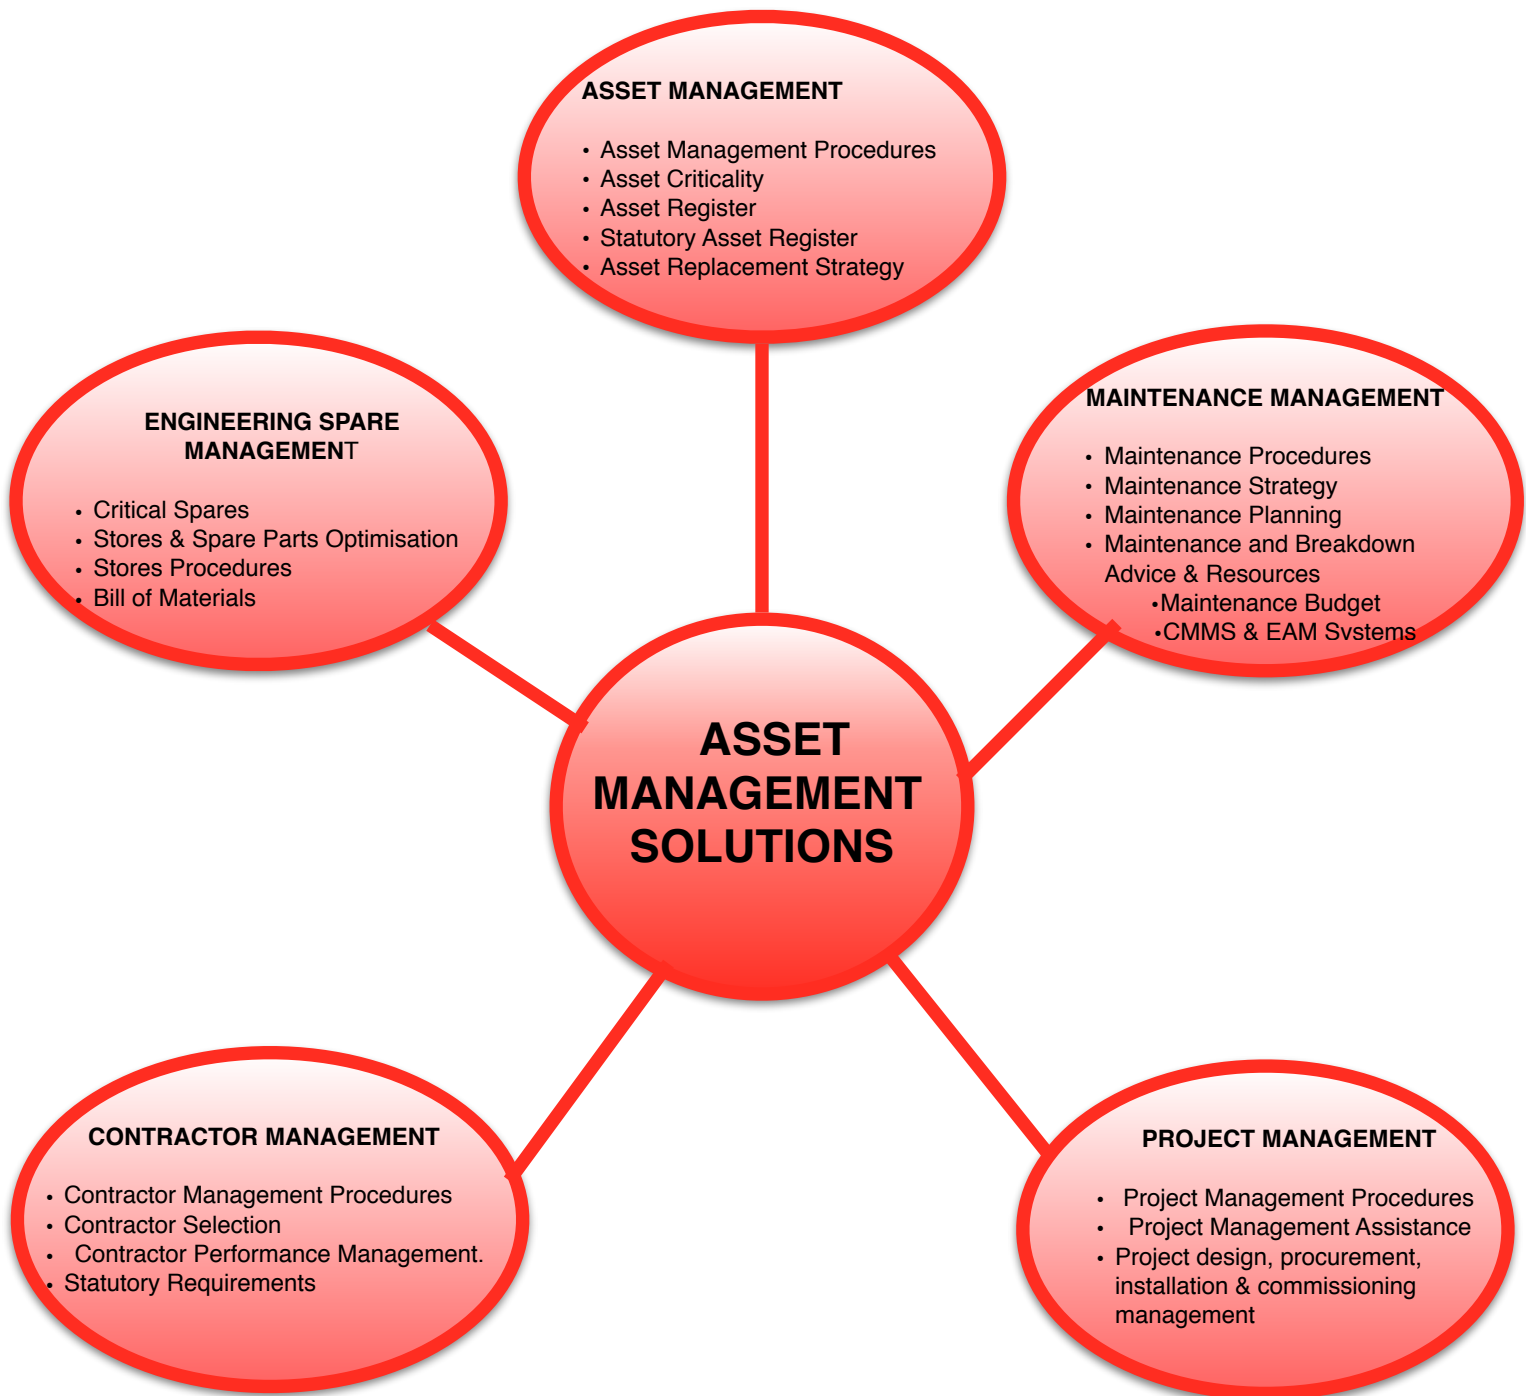 ASSET MANAGEMENT
• Asset Management Procedures
• Asset Criticality
• Asset Register
• Statutory Asset Register
• Asset Replacement Strategy
ENGINEERING SPARE
MANAGEMENT
• Critical Spares
• Stores & Spare Parts Optimisation
• Stores Procedures
• Bill of Materials
MAINTENANCE MANAGEMENT
• Maintenance Procedures
• Maintenance Strategy
• Maintenance Planning
• Maintenance and Breakdown
Advice & Resources
•Maintenance Budget
•CMMS & EAM Systems
ASSET
MANAGEMENT
SOLUTIONS
CONTRACTOR MANAGEMENT
• Contractor Management Procedures
• Contractor Selection
• Contractor Performance Management.
• Statutory Requirements
PROJECT MANAGEMENT
• Project Management Procedures
• Project Management Assistance
• Project design, procurement,
installation & commissioning
management